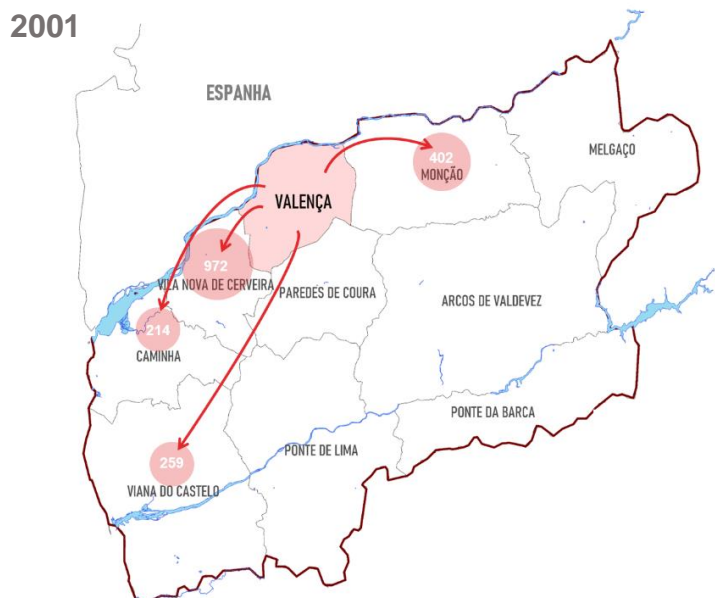 2001
ESPANHA
402
MONÇÃO
MELGAÇO
VALENÇA
972
VILA NOVA DE CERVEIRA
PAREDES DE COURA
ARCOS DE VALDEVEZ
214
CAMINHA
PONTE DA BARCA
PONTE DE LIMA
259
VIANA DO CASTELO